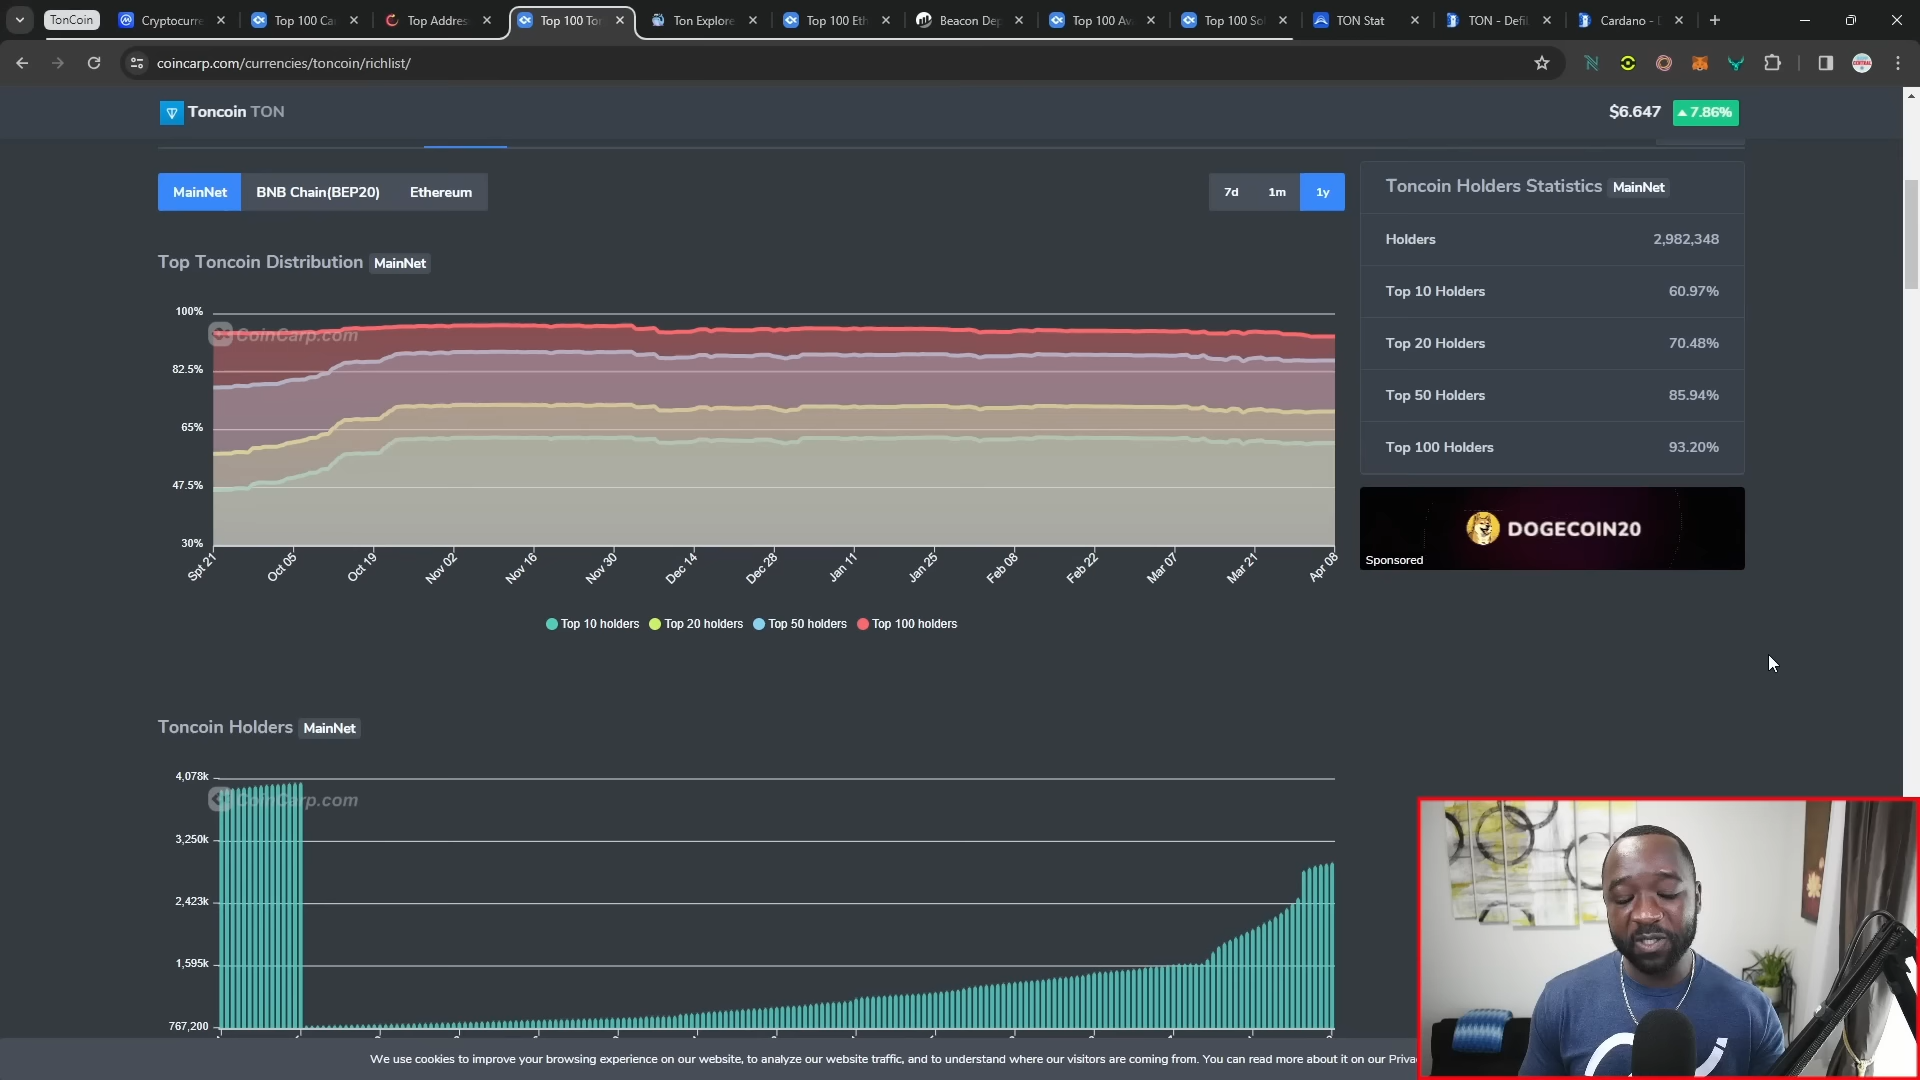 TonCoin
Cryptocurre
Top 100 Ca
Top Addres
Top 100 Ton
Ton Explore
Top 100 Eth
Beacon Dep
Top 100 Av
Top 100 So
TON Stat
TON - Defil
Cardano - D
coincarp.com/currencies/toncoin/richlist/
Toncoin TON
$6.647
7.86%
MainNet
BNB Chain(BEP20)
Ethereum
7d
1m
1y
Toncoin Holders Statistics MainNet
Holders 2,982,348
Top 10 Holders 60.97%
Top 20 Holders 70.48%
Top 50 Holders 85.94%
Top 100 Holders 93.20%
DOGECOIN20
Sponsored
Top Toncoin Distribution MainNet
CoinCarp.com
100%
82.5%
65%
47.5%
30%
Spt 21
Oct 05
Oct 19
Nov 02
Nov 16
Nov 30
Dec 14
Dec 28
Jan 11
Jan 25
Feb 08
Feb 22
Mar 07
Mar 21
Apr 08
Top 10 holders
Top 20 holders
Top 50 holders
Top 100 holders
Toncoin Holders MainNet
CoinCarp.com
4,078k
3,250k
2,423k
1,595k
767,200
We use cookies to improve your browsing experience on our website, to analyze our website traffic, and to understand where our visitors are coming from. You can read more about it on our Priva